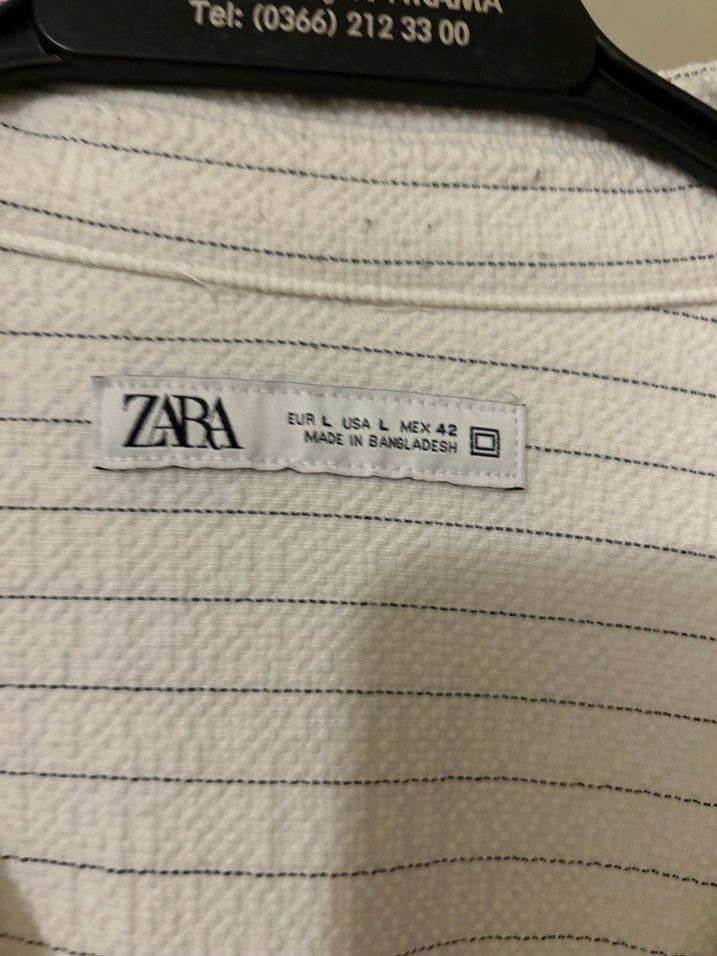 Tel: (0366) 212 33 00
ZARA
EUR L USA L MEX 42
MADE IN BANGLADESH